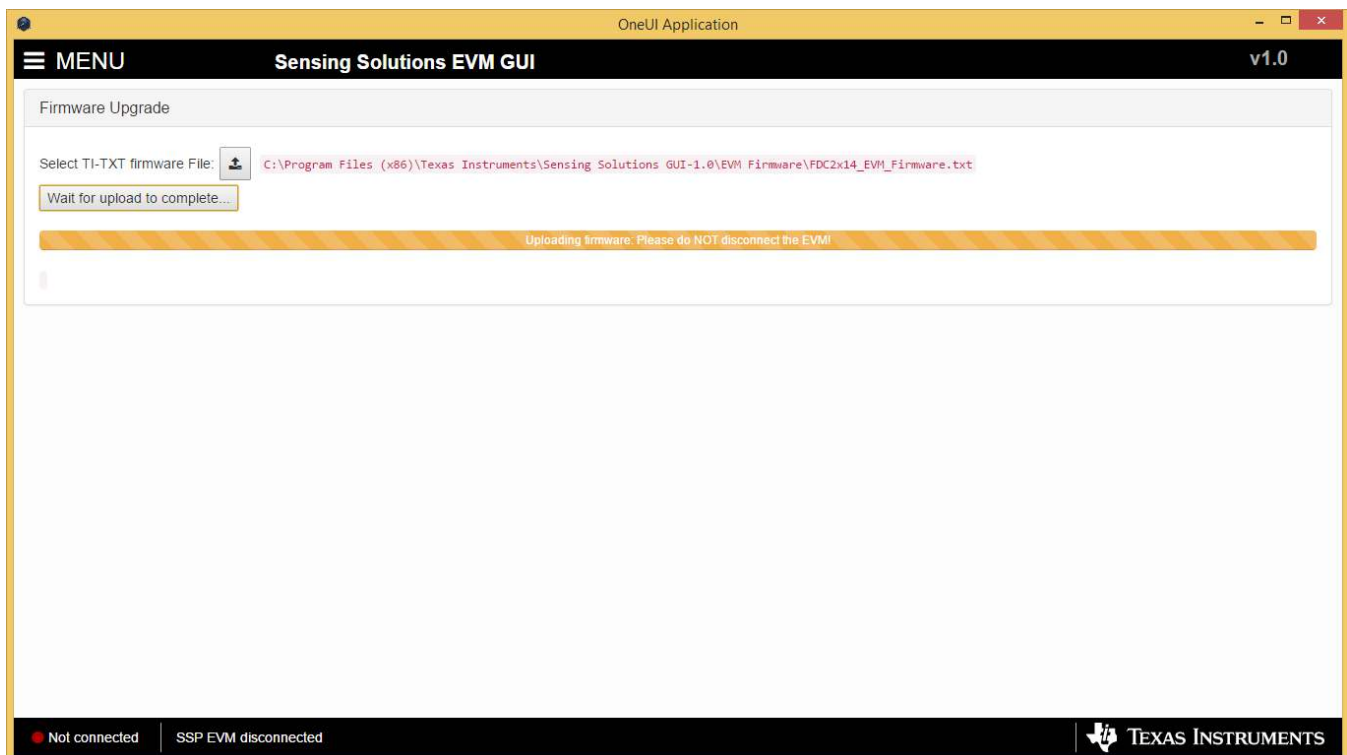 OneUI Application
MENU Sensing Solutions EVM GUI v1.0
Firmware Upgrade
Select TI-TXT firmware File: C:\Program Files (x86)\Texas Instruments\Sensing Solutions GUI-1.0\EVM Firmware\FDC2x14_EVM_Firmware.txt
Wait for upload to complete...
Uploading firmware: Please do NOT disconnect the EVM!
Not connected SSP EVM disconnected TEXAS INSTRUMENTS